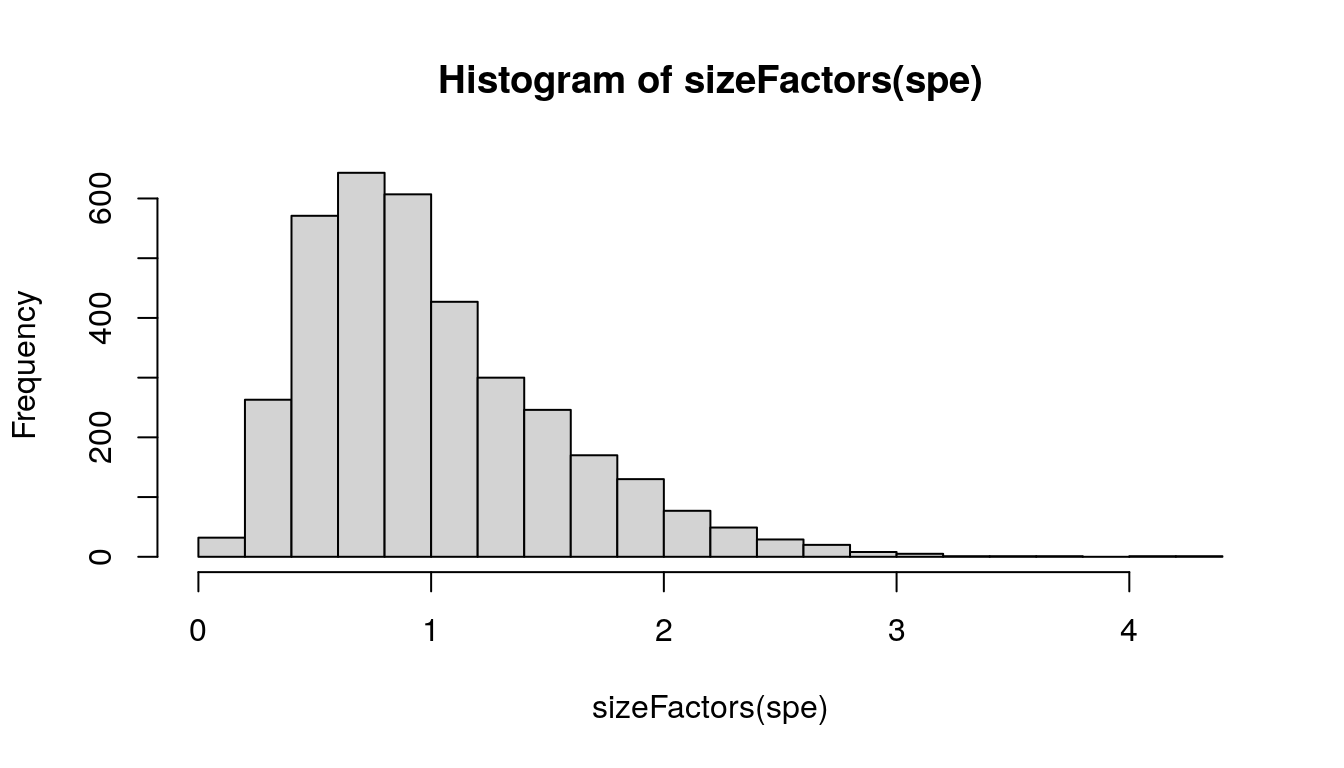 Histogram of sizeFactors(spe)
Frequency
600
400
200
0
0 1 2 3 4
sizeFactors(spe)